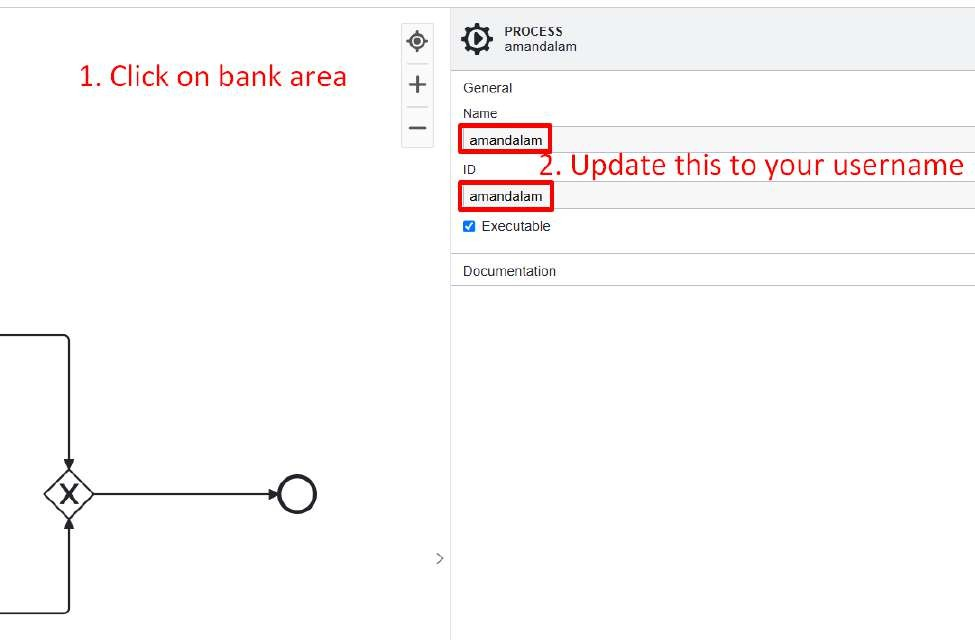 1. Click on bank area
PROCESS
amandalam
General
Name
amandalam
2. Update this to your username
ID
amandalam
Executable
Documentation
X